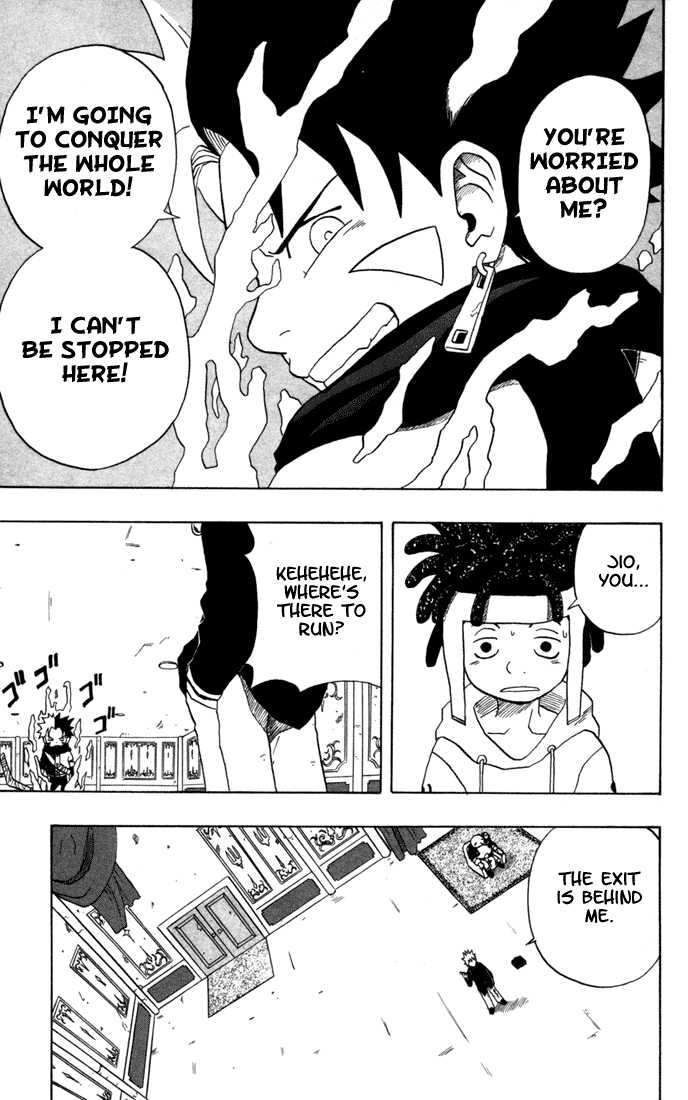 YOU'RE
WORRIED
ABOUT
ME?
I'M GOING
TO CONQUER
THE WHOLE
WORLD!
I CAN'T
BE STOPPED
HERE!
JIO,
YOU...
KEHEHEHE,
WHERE'S
THERE TO
RUN?
ゴゴ
ゴゴ
THE EXIT
IS BEHIND
ME.